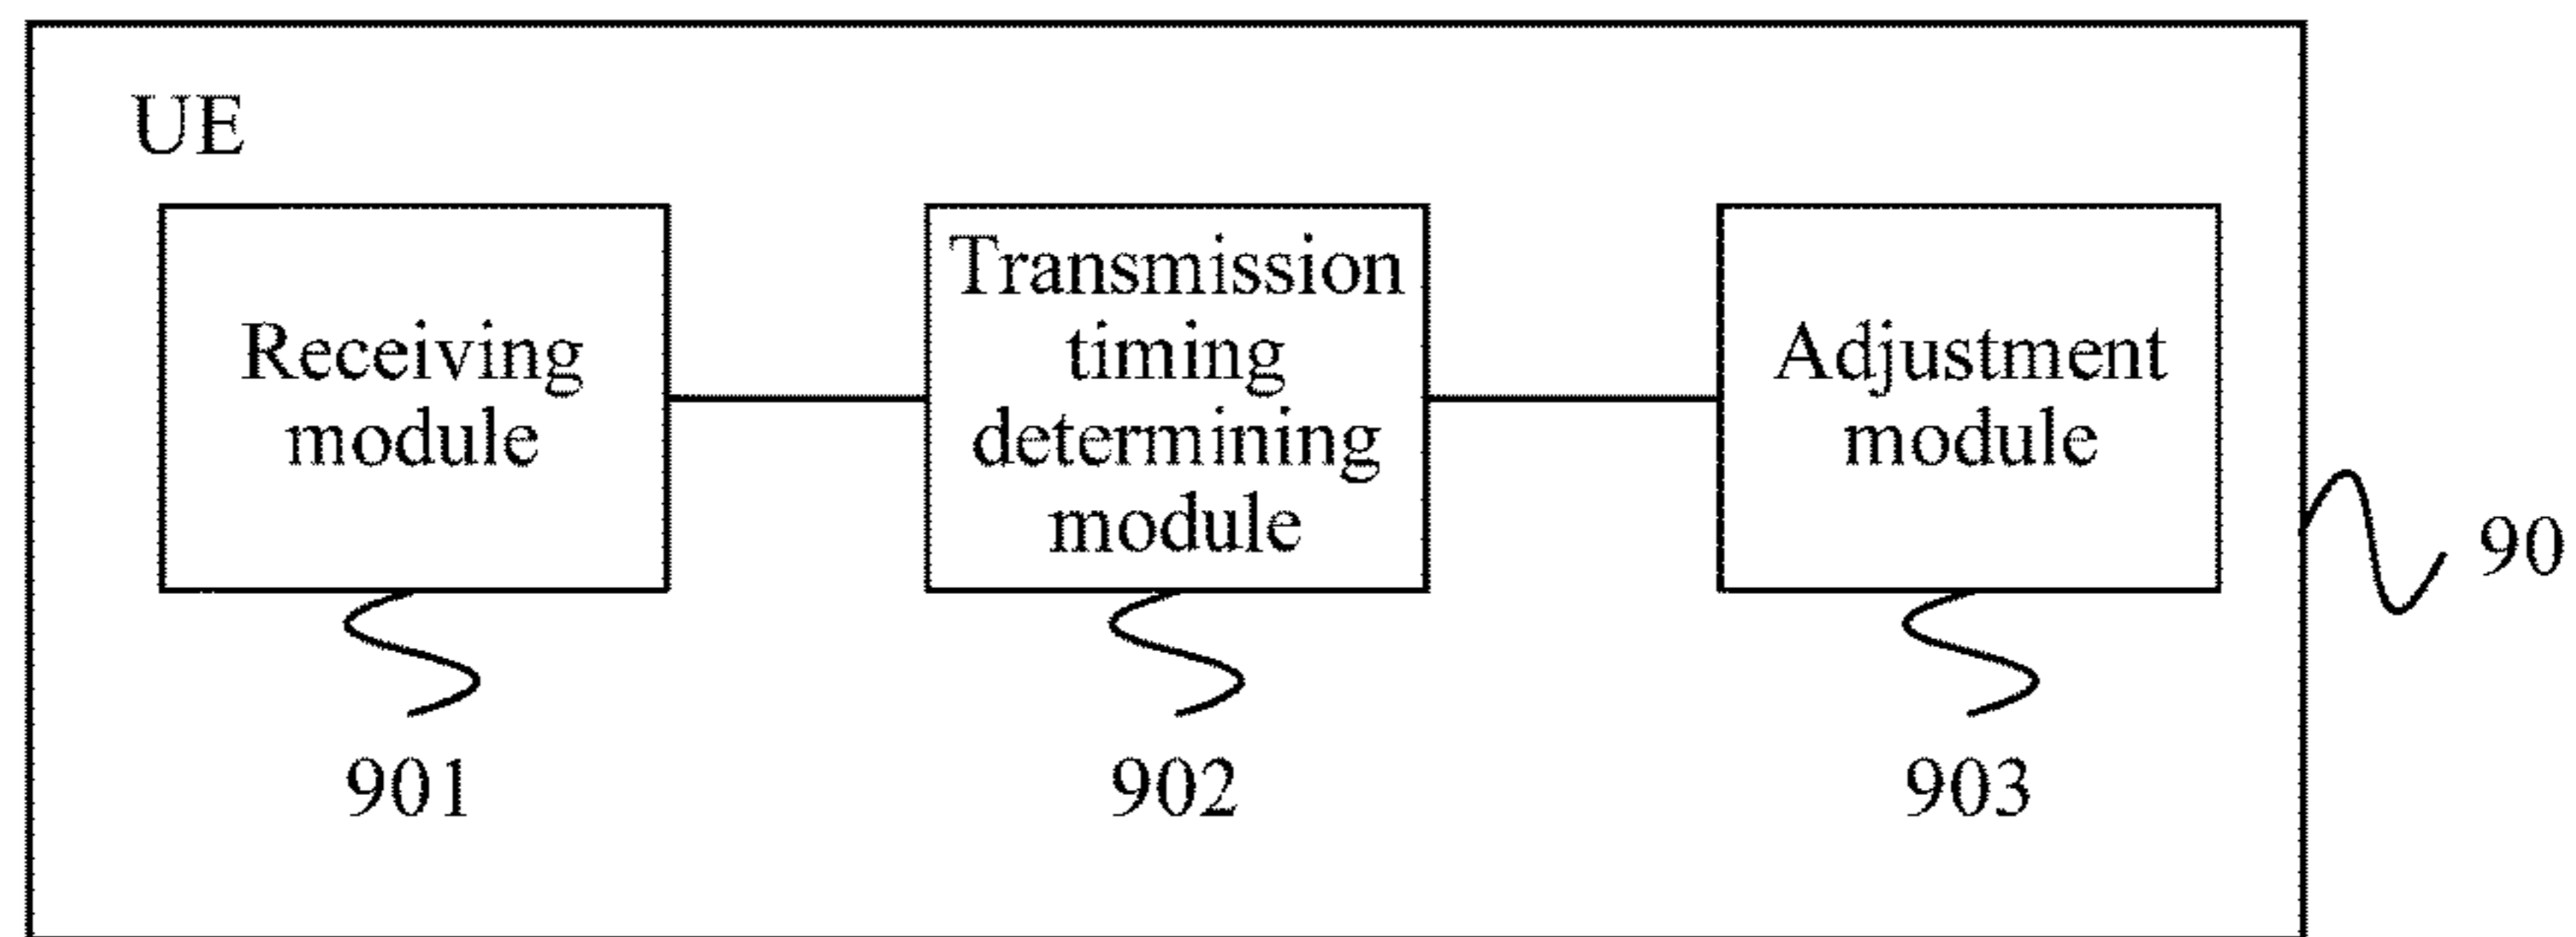 UE
Receiving
module
Transmission
timing
determining
module
Adjustment
module
90
901
902
903